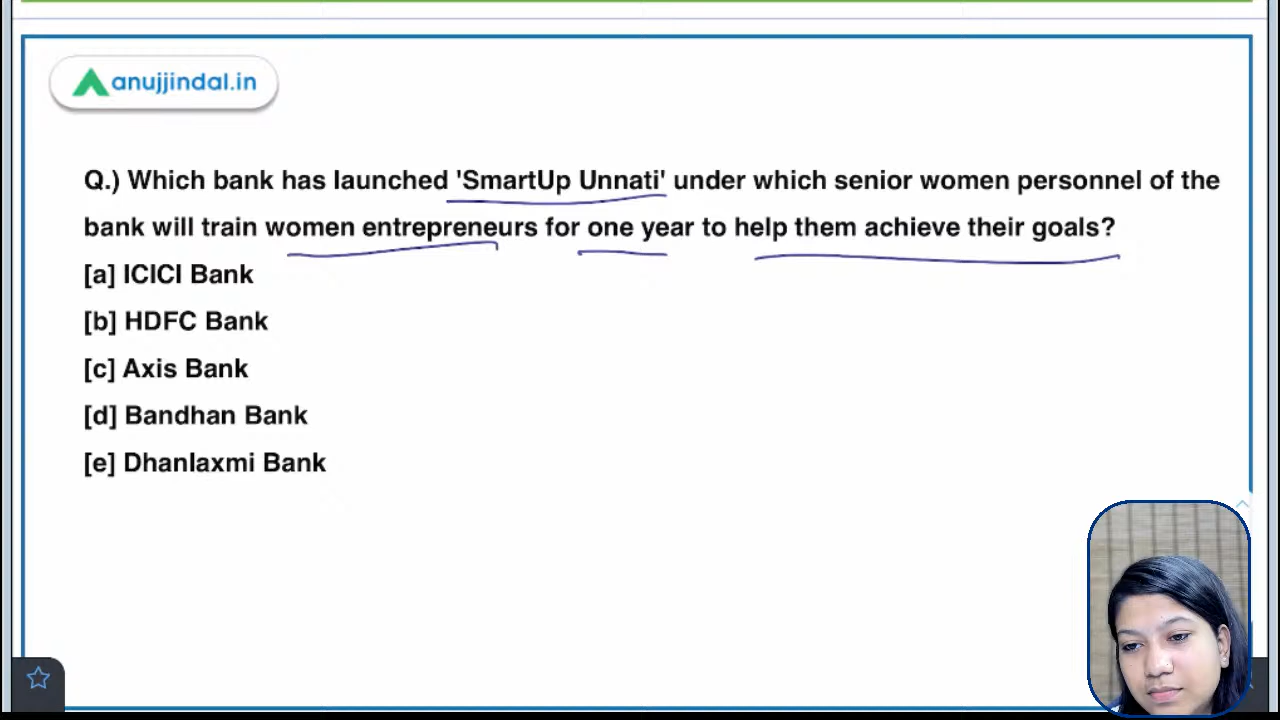 anujjindal.in
Q.) Which bank has launched 'SmartUp Unnati' under which senior women personnel of the
bank will train women entrepreneurs for one year to help them achieve their goals?
[a] ICICI Bank
[b] HDFC Bank
[c] Axis Bank
[d] Bandhan Bank
[e] Dhanlaxmi Bank